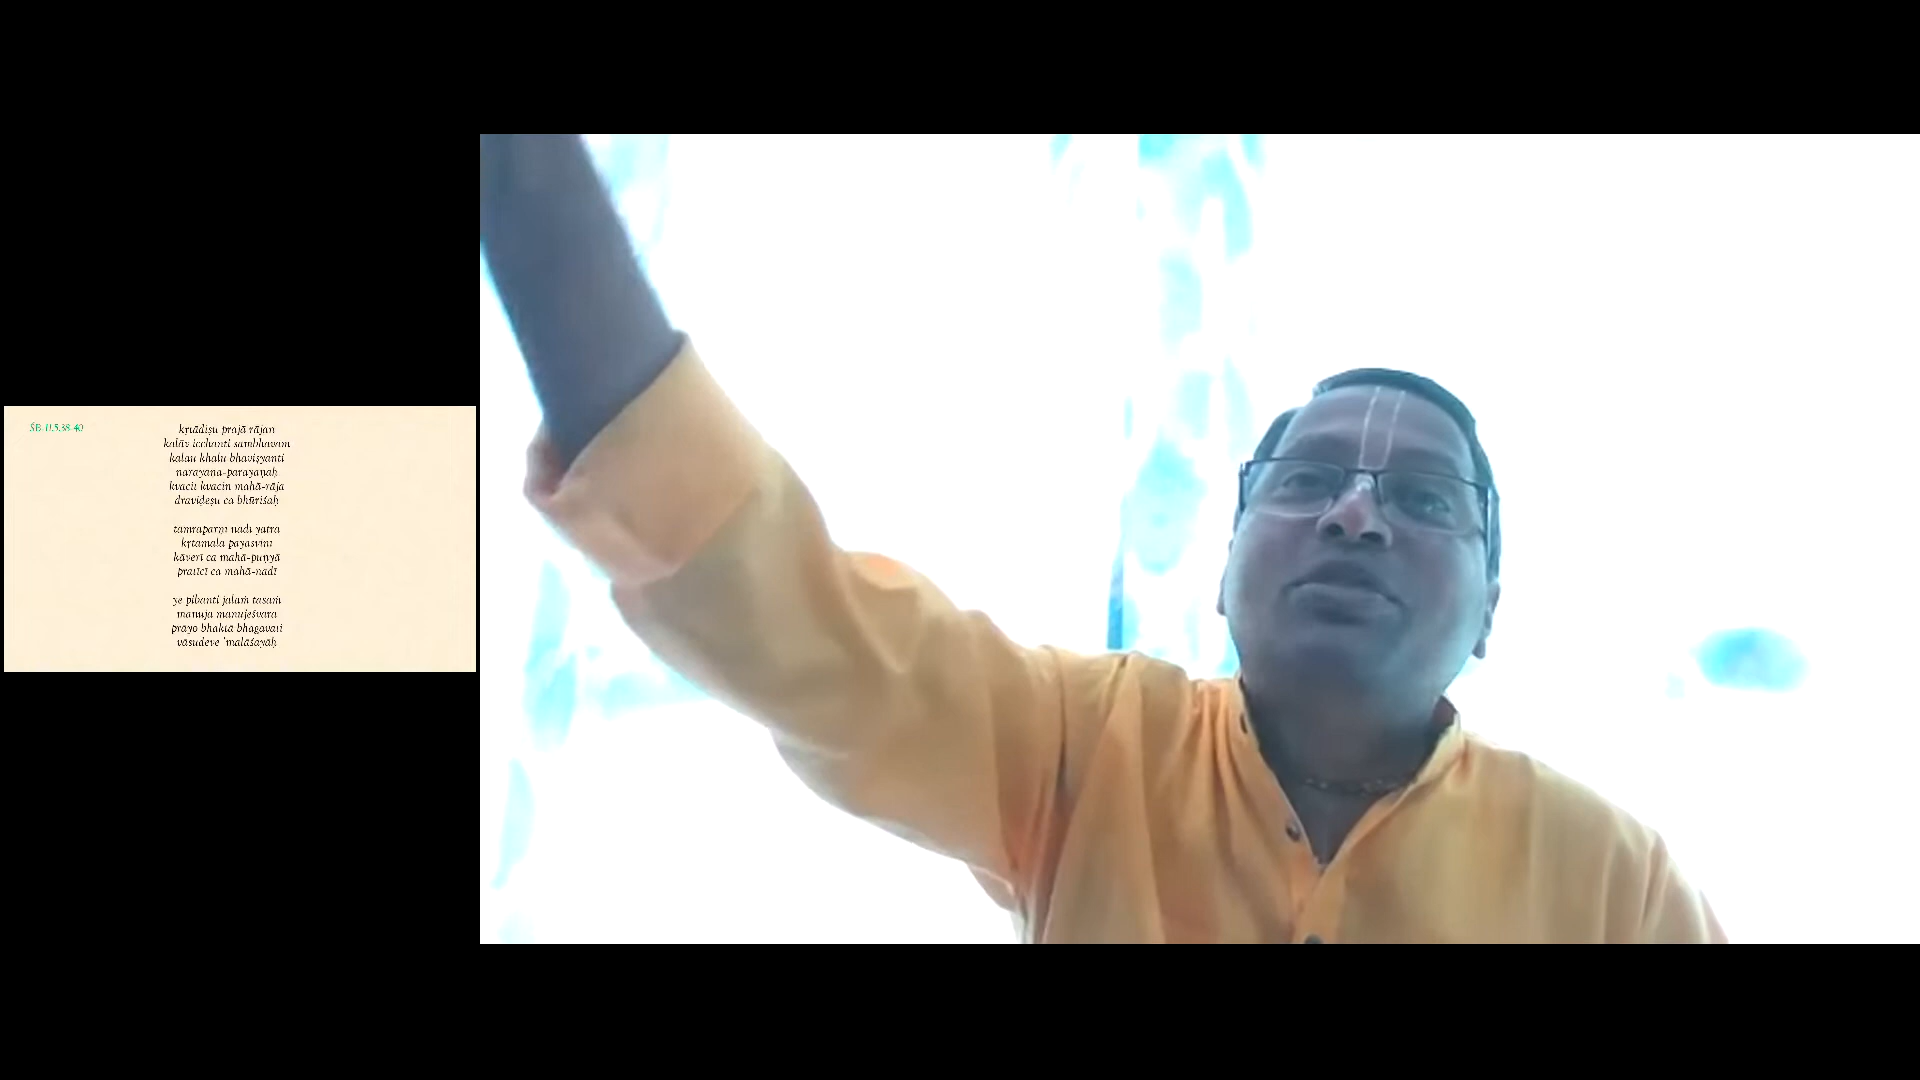 ŚB 11.5.38-40
kṛtādiṣu prajā rājan
kalāv icchanti sambhavam
kalau khalu bhaviṣyanti
nārāyaṇa-parāyaṇāḥ
kvacit kvacin mahā-rāja
draviḍeṣu ca bhūriśaḥ
tāmraparṇī nadī yatra
kṛtamālā payasvinī
kāverī ca mahā-puṇyā
pratīcī ca mahā-nadī
ye pibanti jalaṁ tāsāṁ
manujā manujeśvara
prāyo bhaktā bhagavati
vāsudeve 'malāśayāḥ